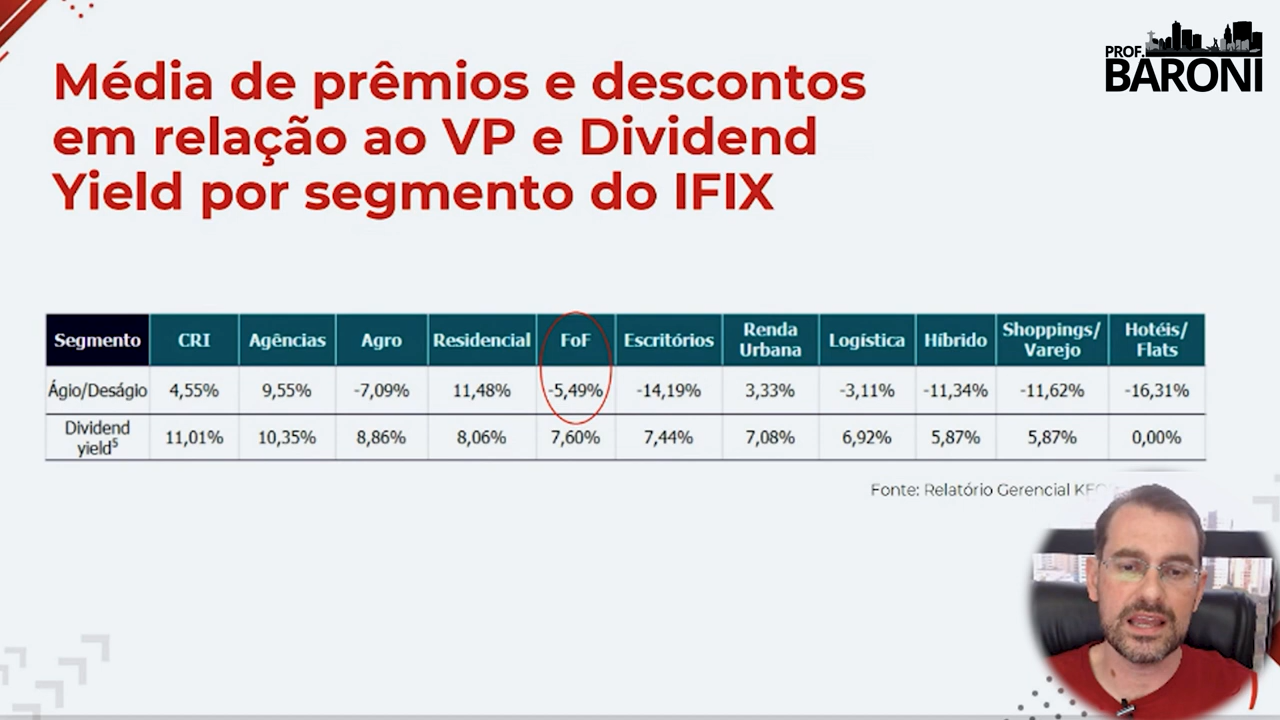 PROF.
BARONI
Média de prêmios e descontos
em relação ao VP e Dividend
Yield por segmento do IFIX
Segmento CRI Agências Agro Residencial FoF Escritórios Renda Urbana Logística Híbrido Shoppings/ Varejo Hotéis/ Flats
Ágio/Deságio 4,55% 9,55% -7,09% 11,48% -5,49% -14,19% 3,33% -3,11% -11,34% -11,62% -16,31%
Dividend yield⁵ 11,01% 10,35% 8,86% 8,06% 7,60% 7,44% 7,08% 6,92% 5,87% 5,87% 0,00%
Fonte: Relatório Gerencial